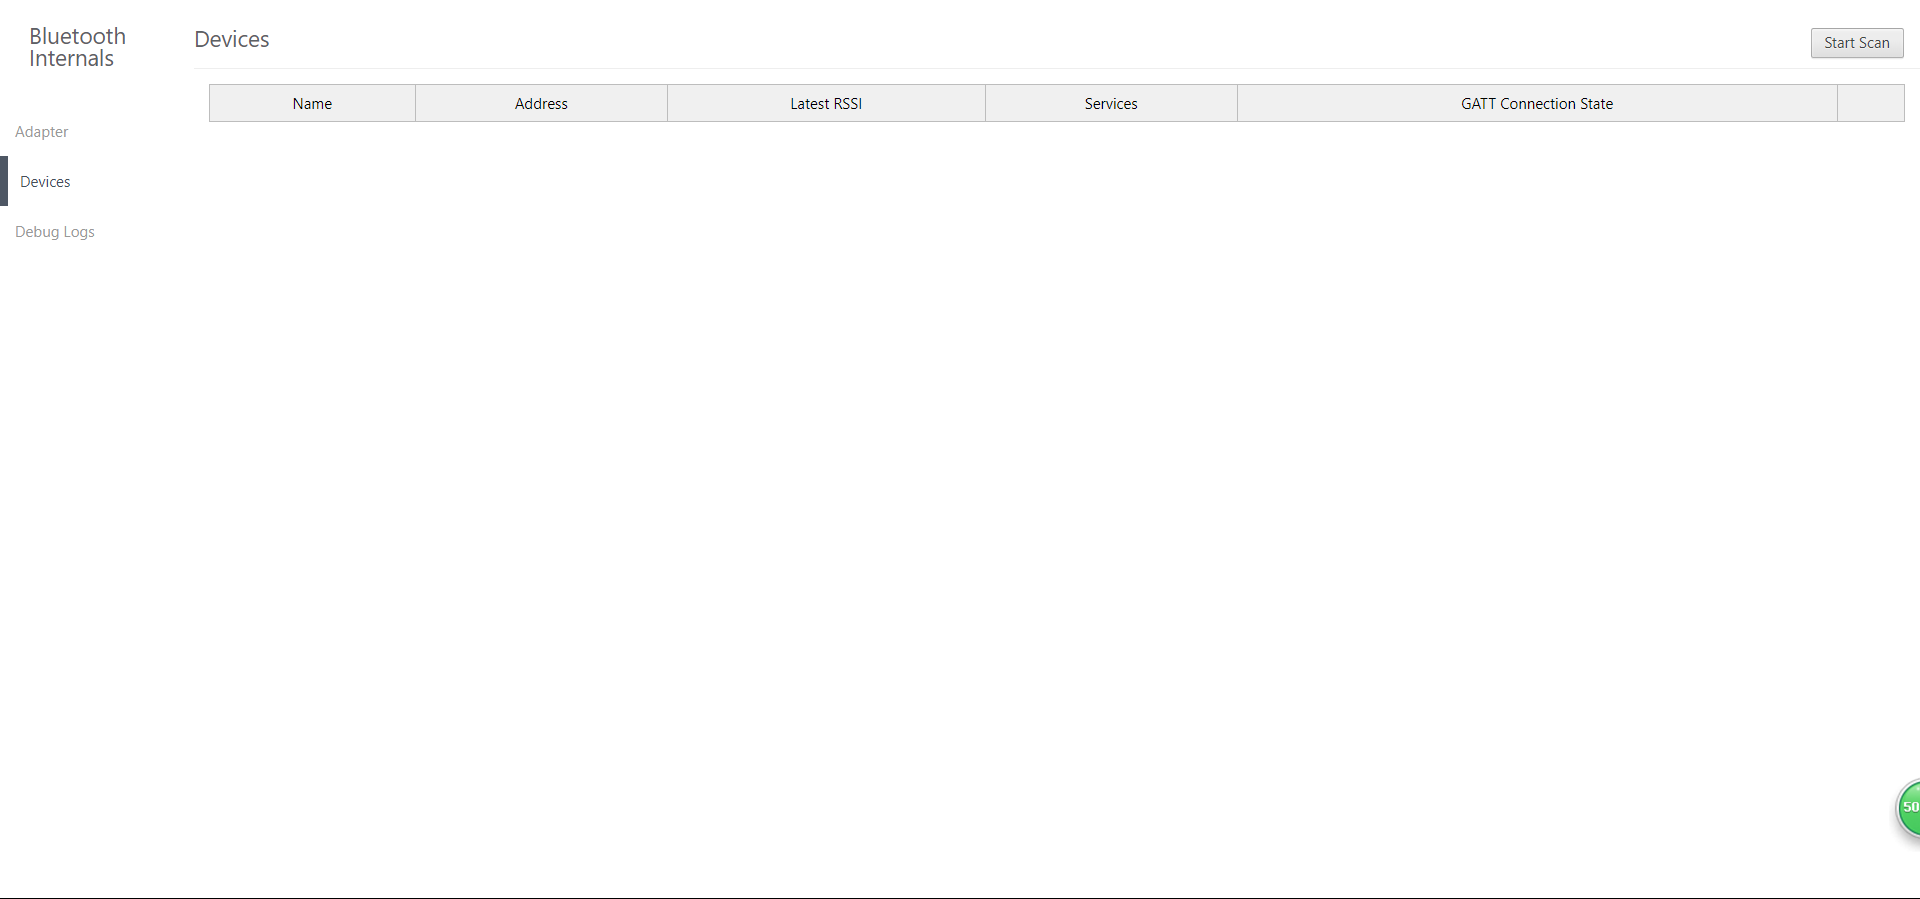 Bluetooth
Internals
Adapter
Devices
Debug Logs
Devices
Start Scan
Name Address Latest RSSI Services GATT Connection State
50